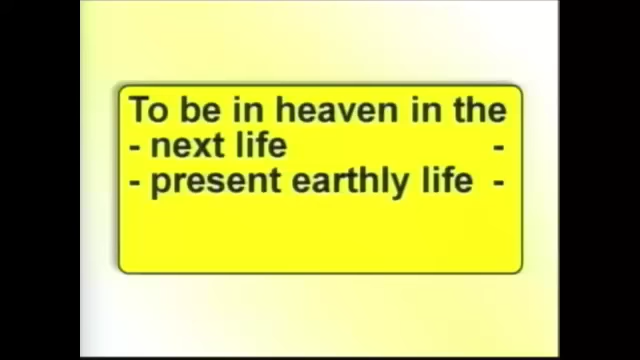 To be in heaven in the
- next life -
- present earthly life -